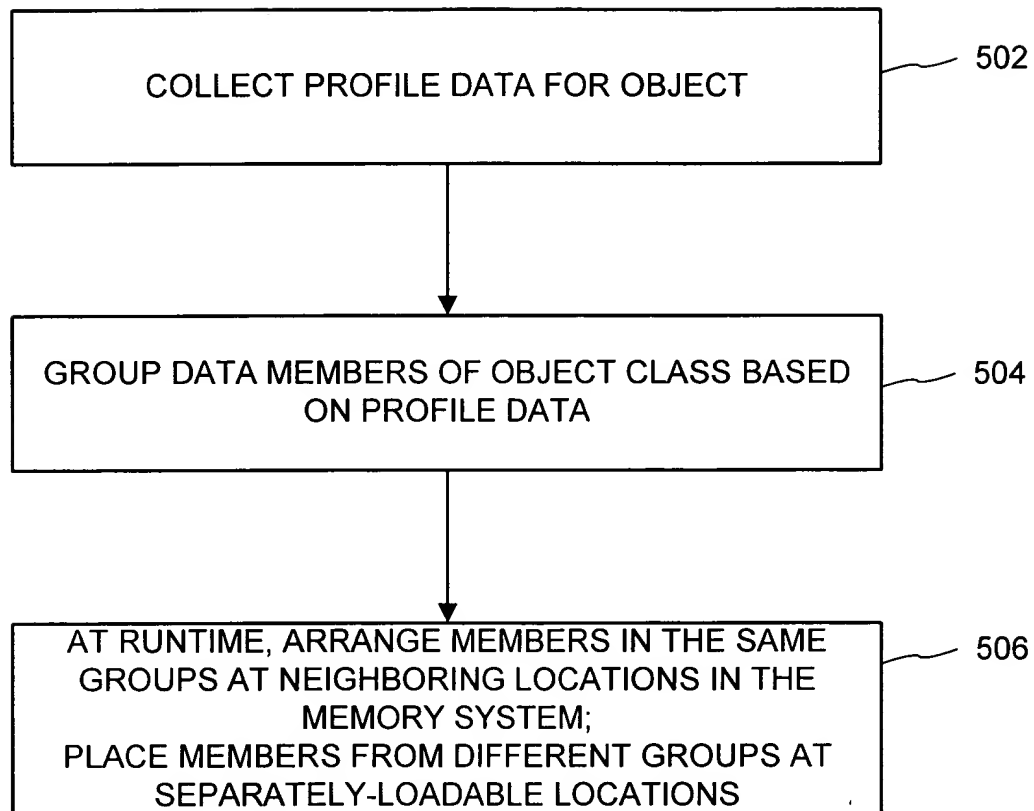 COLLECT PROFILE DATA FOR OBJECT
502
GROUP DATA MEMBERS OF OBJECT CLASS BASED
ON PROFILE DATA
504
AT RUNTIME, ARRANGE MEMBERS IN THE SAME
GROUPS AT NEIGHBORING LOCATIONS IN THE
MEMORY SYSTEM;
PLACE MEMBERS FROM DIFFERENT GROUPS AT
SEPARATELY-LOADABLE LOCATIONS
506